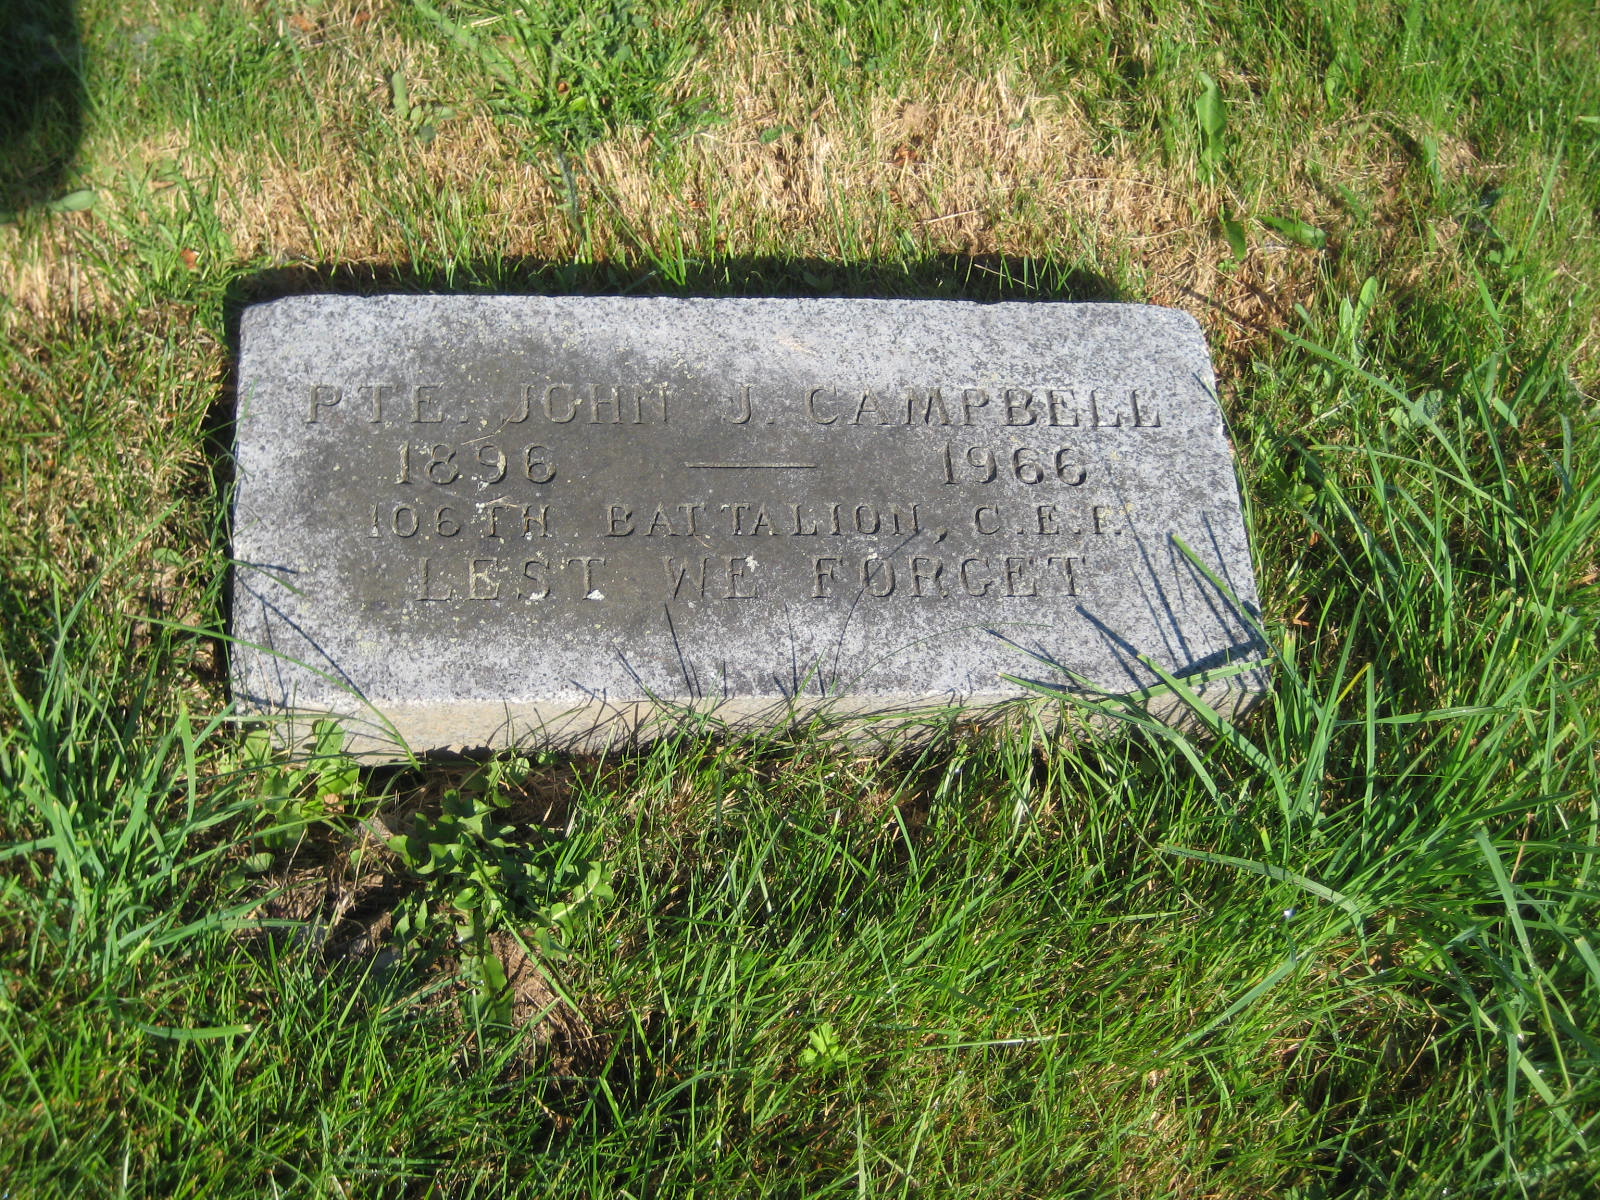 PTE. JOHN J. CAMPBELL
1896 — 1966
106TH BATTALION, C.E.F.
LEST WE FORGET